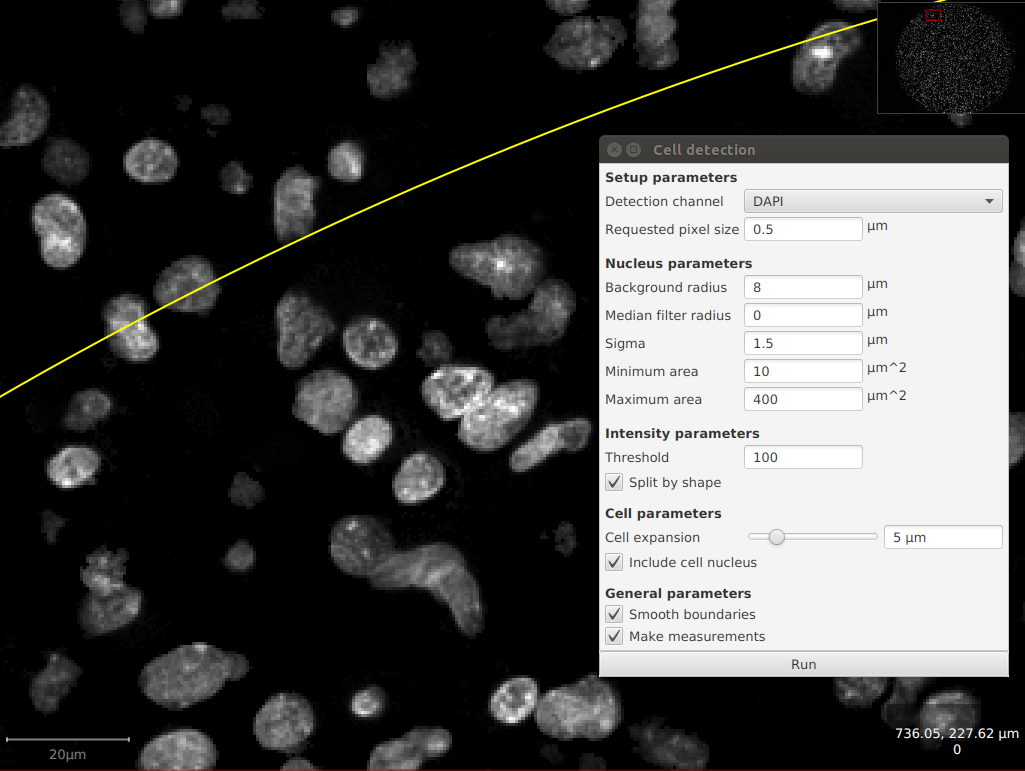 Cell detection
Setup parameters
Detection channel DAPI
Requested pixel size 0.5 µm
Nucleus parameters
Background radius 8 µm
Median filter radius 0 µm
Sigma 1.5 µm
Minimum area 10 µm^2
Maximum area 400 µm^2
Intensity parameters
Threshold 100
Split by shape
Cell parameters
Cell expansion 5 µm
Include cell nucleus
General parameters
Smooth boundaries
Make measurements
Run
20µm
736.05, 227.62 µm
0